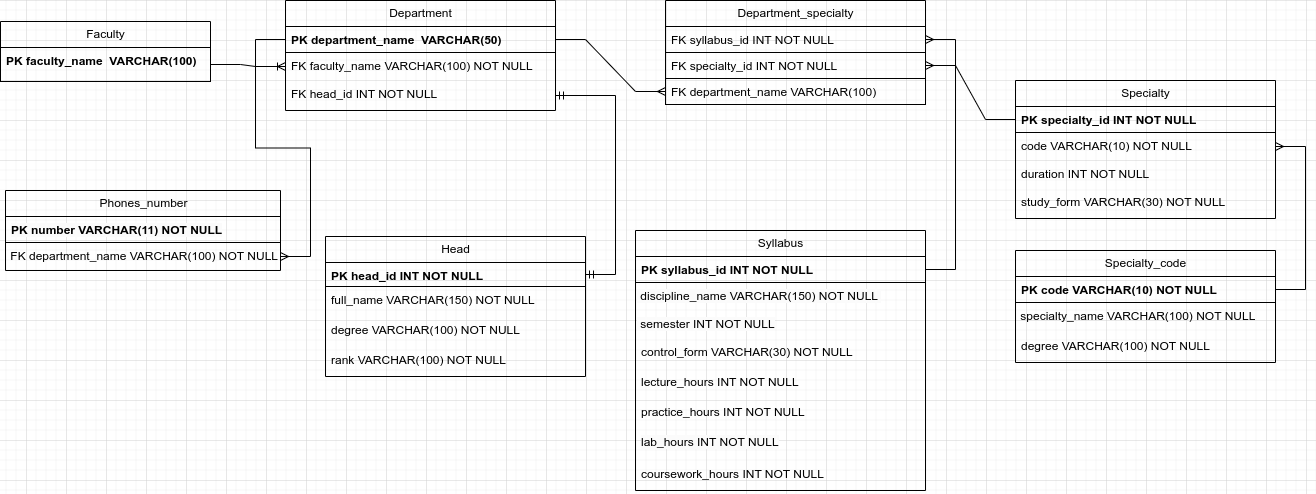 Faculty
PK faculty_name VARCHAR(100)
Department
PK department_name VARCHAR(50)
FK faculty_name VARCHAR(100) NOT NULL
FK head_id INT NOT NULL
Department_specialty
FK syllabus_id INT NOT NULL
FK specialty_id INT NOT NULL
FK department_name VARCHAR(100)
Specialty
PK specialty_id INT NOT NULL
code VARCHAR(10) NOT NULL
duration INT NOT NULL
study_form VARCHAR(30) NOT NULL
Phones_number
PK number VARCHAR(11) NOT NULL
FK department_name VARCHAR(100) NOT NULL
Head
PK head_id INT NOT NULL
full_name VARCHAR(150) NOT NULL
degree VARCHAR(100) NOT NULL
rank VARCHAR(100) NOT NULL
Syllabus
PK syllabus_id INT NOT NULL
discipline_name VARCHAR(150) NOT NULL
semester INT NOT NULL
control_form VARCHAR(30) NOT NULL
lecture_hours INT NOT NULL
practice_hours INT NOT NULL
lab_hours INT NOT NULL
coursework_hours INT NOT NULL
Specialty_code
PK code VARCHAR(10) NOT NULL
specialty_name VARCHAR(100) NOT NULL
degree VARCHAR(100) NOT NULL